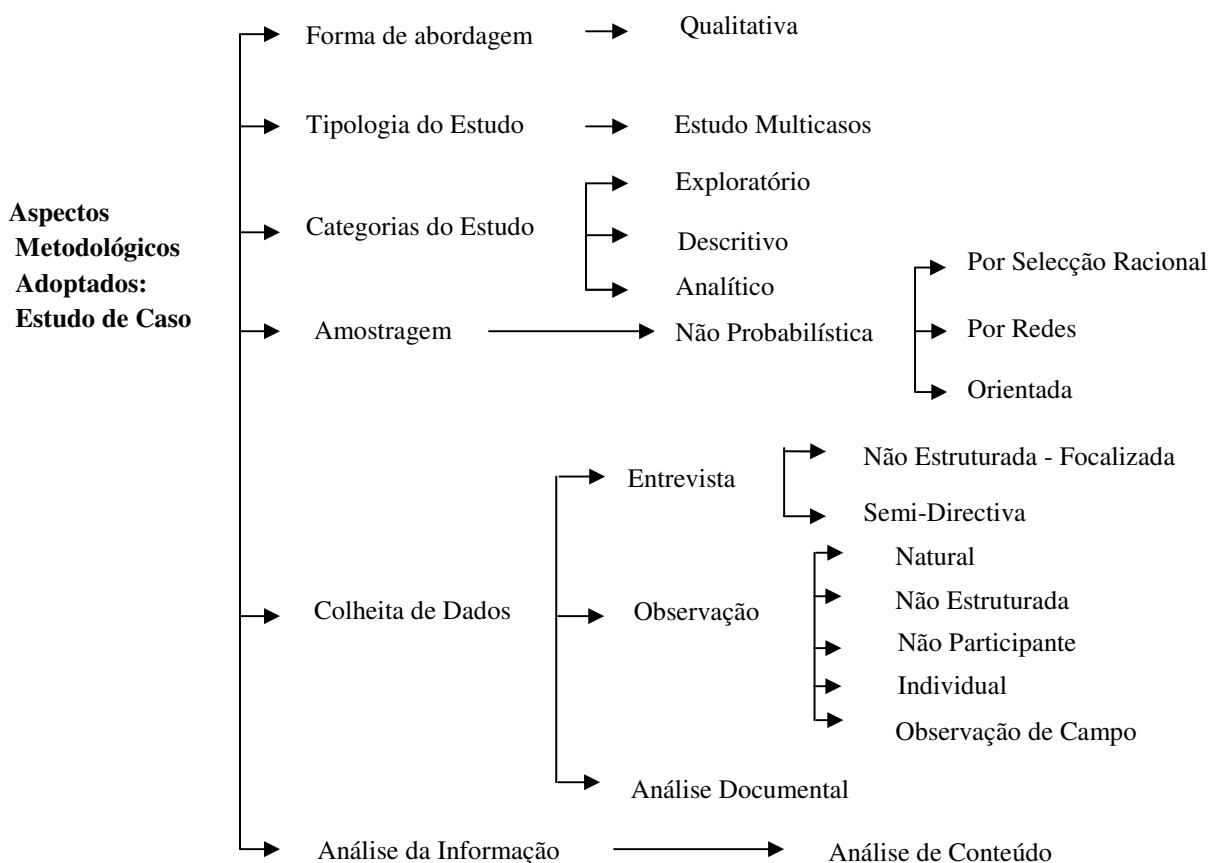 Aspectos
Metodológicos
Adoptados:
Estudo de Caso
Forma de abordagem
Qualitativa
Tipologia do Estudo
Estudo Multicasos
Categorias do Estudo
Exploratório
Descritivo
Analítico
Amostragem
Não Probabilística
Por Selecção Racional
Por Redes
Orientada
Colheita de Dados
Entrevista
Não Estruturada - Focalizada
Semi-Directiva
Observação
Natural
Não Estruturada
Não Participante
Individual
Observação de Campo
Análise Documental
Análise da Informação
Análise de Conteúdo